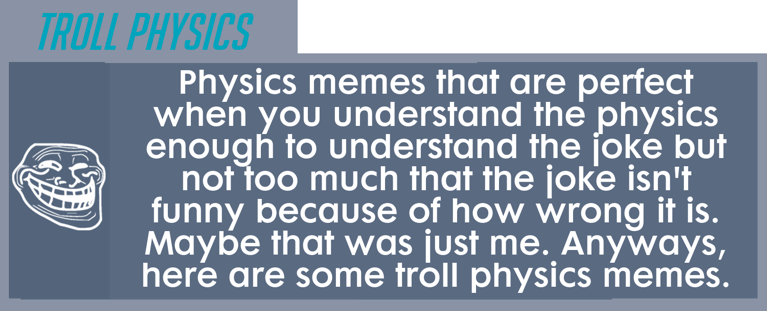 TROLL PHYSICS
Physics memes that are perfect
when you understand the physics
enough to understand the joke but
not too much that the joke isn't
funny because of how wrong it is.
Maybe that was just me. Anyways,
here are some troll physics memes.